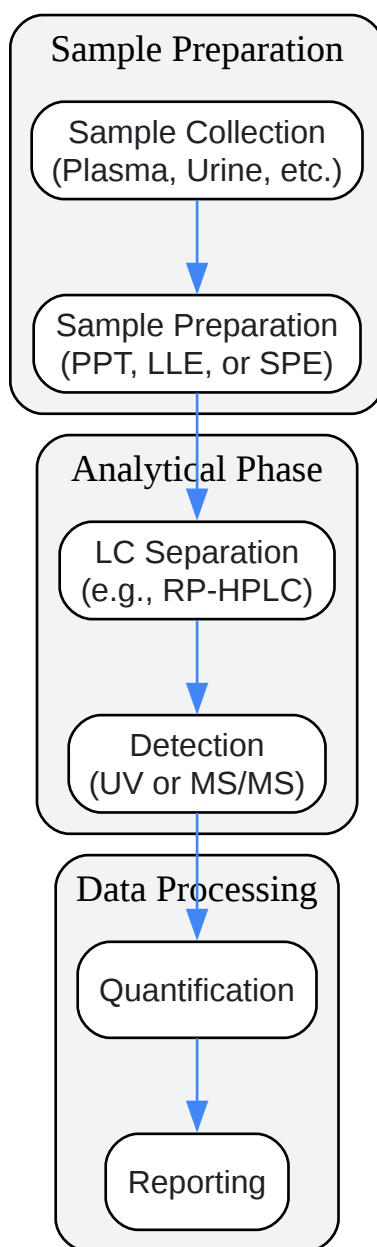 Sample Preparation
Sample Collection
(Plasma, Urine, etc.)
Sample Preparation
(PPT, LLE, or SPE)
Analytical Phase
LC Separation
(e.g., RP-HPLC)
Detection
(UV or MS/MS)
Data Processing
Quantification
Reporting